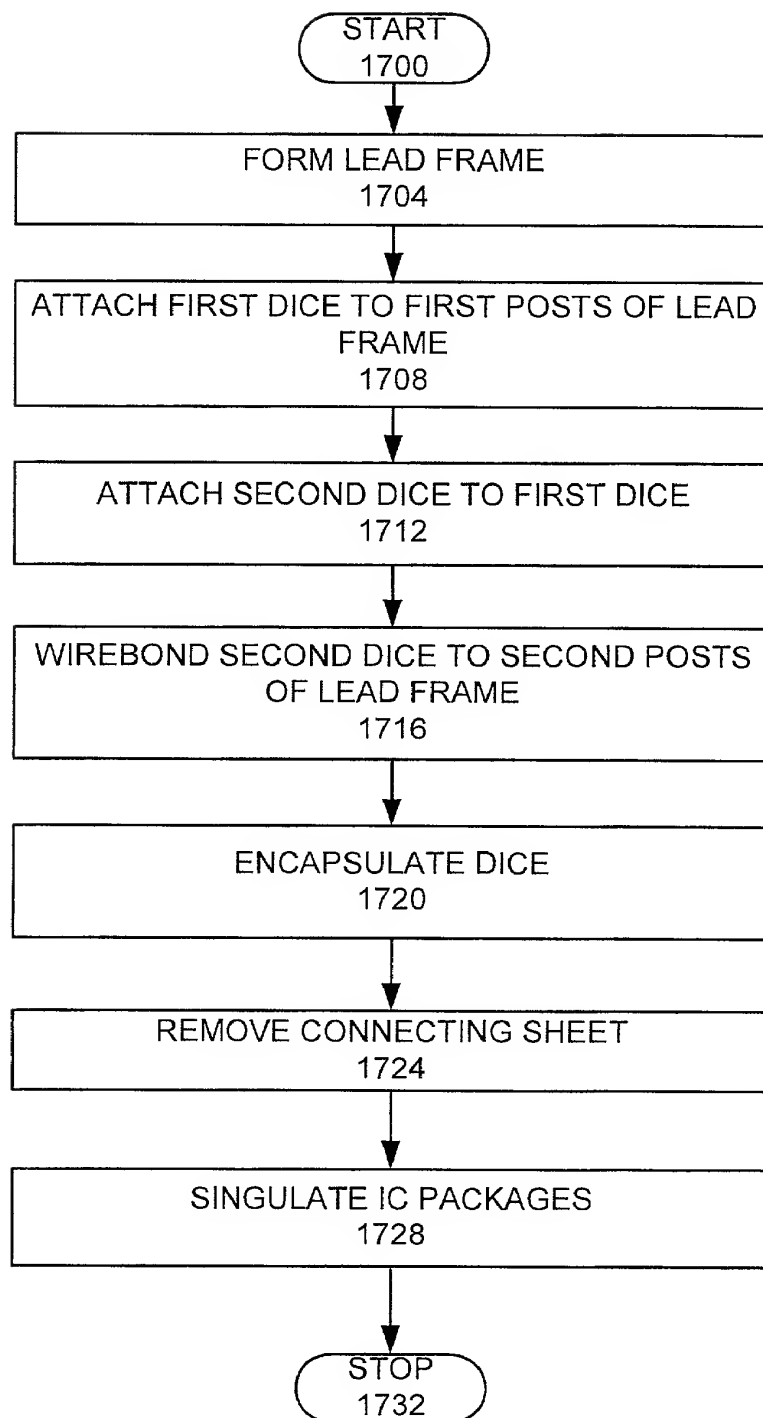 START
1700
FORM LEAD FRAME
1704
ATTACH FIRST DICE TO FIRST POSTS OF LEAD
FRAME
1708
ATTACH SECOND DICE TO FIRST DICE
1712
WIREBOND SECOND DICE TO SECOND POSTS
OF LEAD FRAME
1716
ENCAPSULATE DICE
1720
REMOVE CONNECTING SHEET
1724
SINGULATE IC PACKAGES
1728
STOP
1732